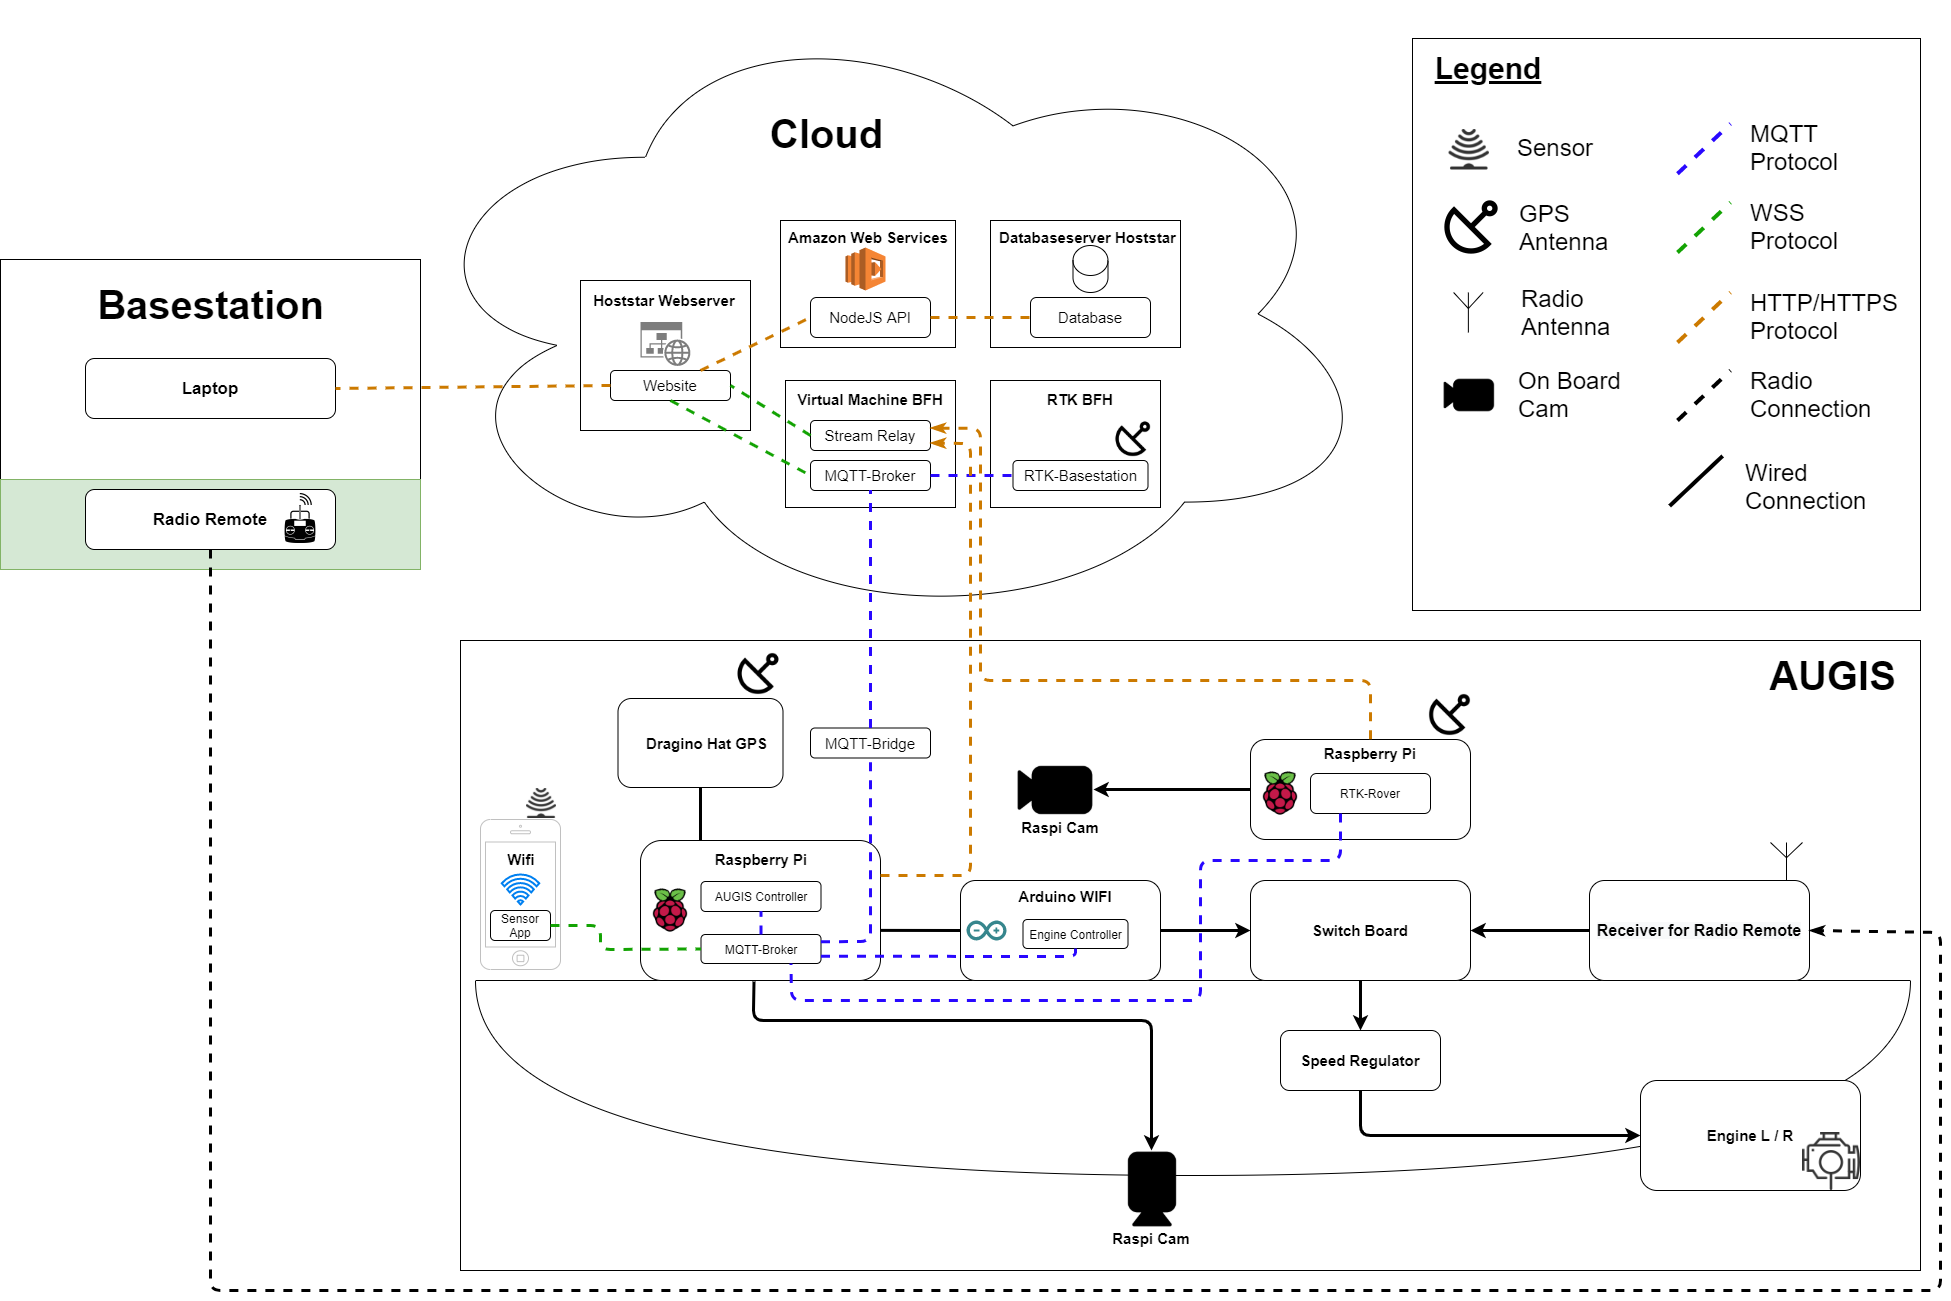 Legend
Sensor
MQTT
Protocol
GPS
Antenna
WSS
Protocol
Radio
Antenna
HTTP/HTTPS
Protocol
On Board
Cam
Radio
Connection
Wired
Connection
Cloud
Amazon Web Services
NodeJS API
Databaseserver Hoststar
Database
Hoststar Webserver
Website
Virtual Machine BFH
Stream Relay
MQTT-Broker
RTK BFH
RTK-Basestation
Basestation
Laptop
Radio Remote
AUGIS
Dragino Hat GPS
MQTT-Bridge
Raspberry Pi
RTK-Rover
Raspi Cam
Wifi
Sensor
App
Raspberry Pi
AUGIS Controller
MQTT-Broker
Arduino WIFI
Engine Controller
Switch Board
Receiver for Radio Remote
Speed Regulator
Engine L / R
Raspi Cam